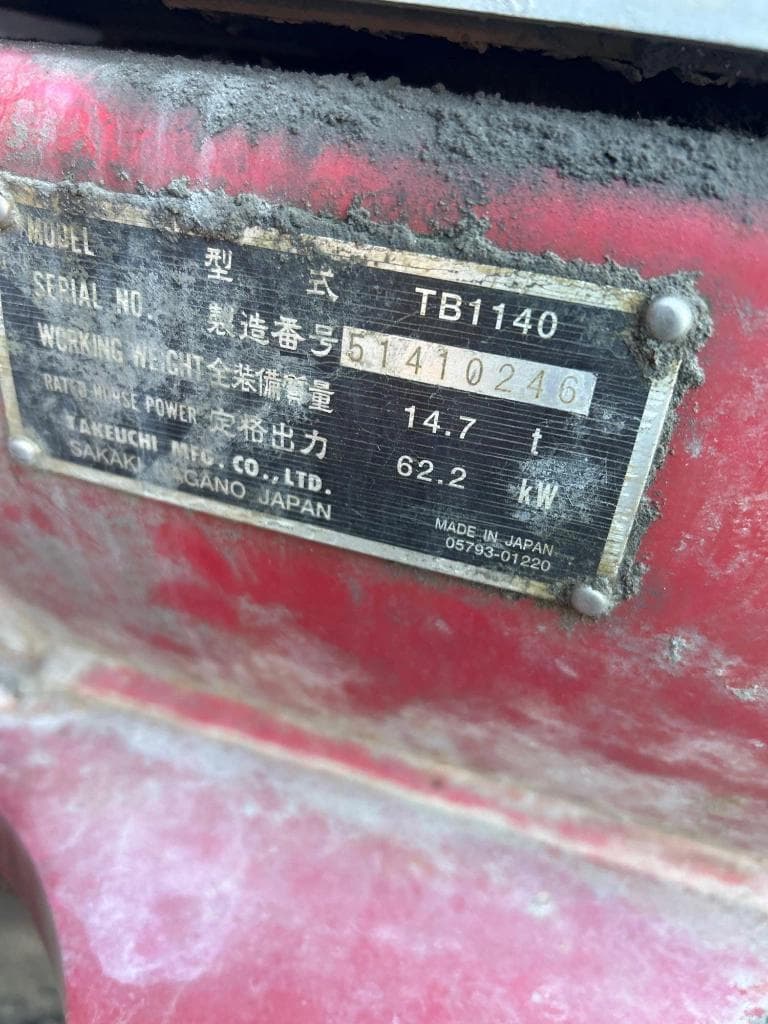 MODEL 型式 TB1140
SERIAL NO. 製造番号 51410246
WORKING WEIGHT 全装備質量 14.7 t
RATED HORSE POWER 定格出力 62.2 kW
TAKEUCHI MFG. CO., LTD.
SAKAKI NAGANO JAPAN
MADE IN JAPAN
05793-01220